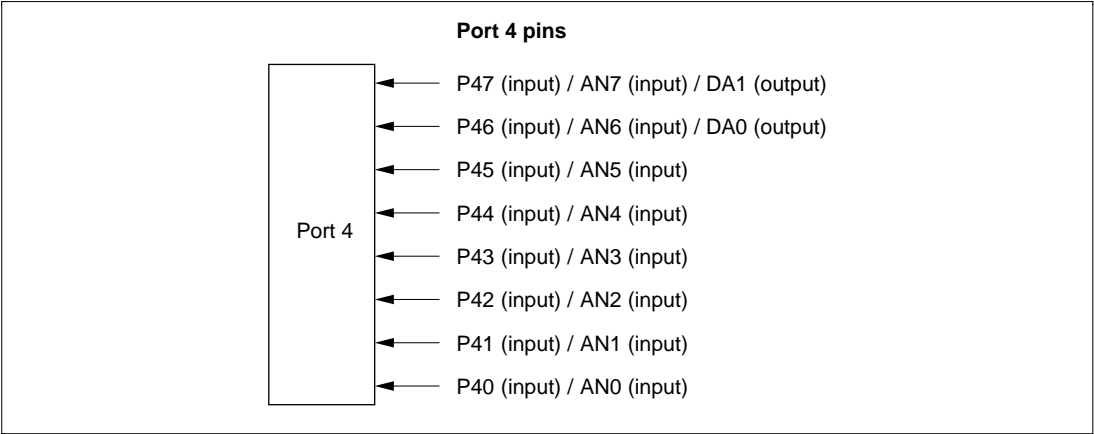 Port 4 pins
P47 (input) / AN7 (input) / DA1 (output)
P46 (input) / AN6 (input) / DA0 (output)
P45 (input) / AN5 (input)
P44 (input) / AN4 (input)
Port 4
P43 (input) / AN3 (input)
P42 (input) / AN2 (input)
P41 (input) / AN1 (input)
P40 (input) / AN0 (input)